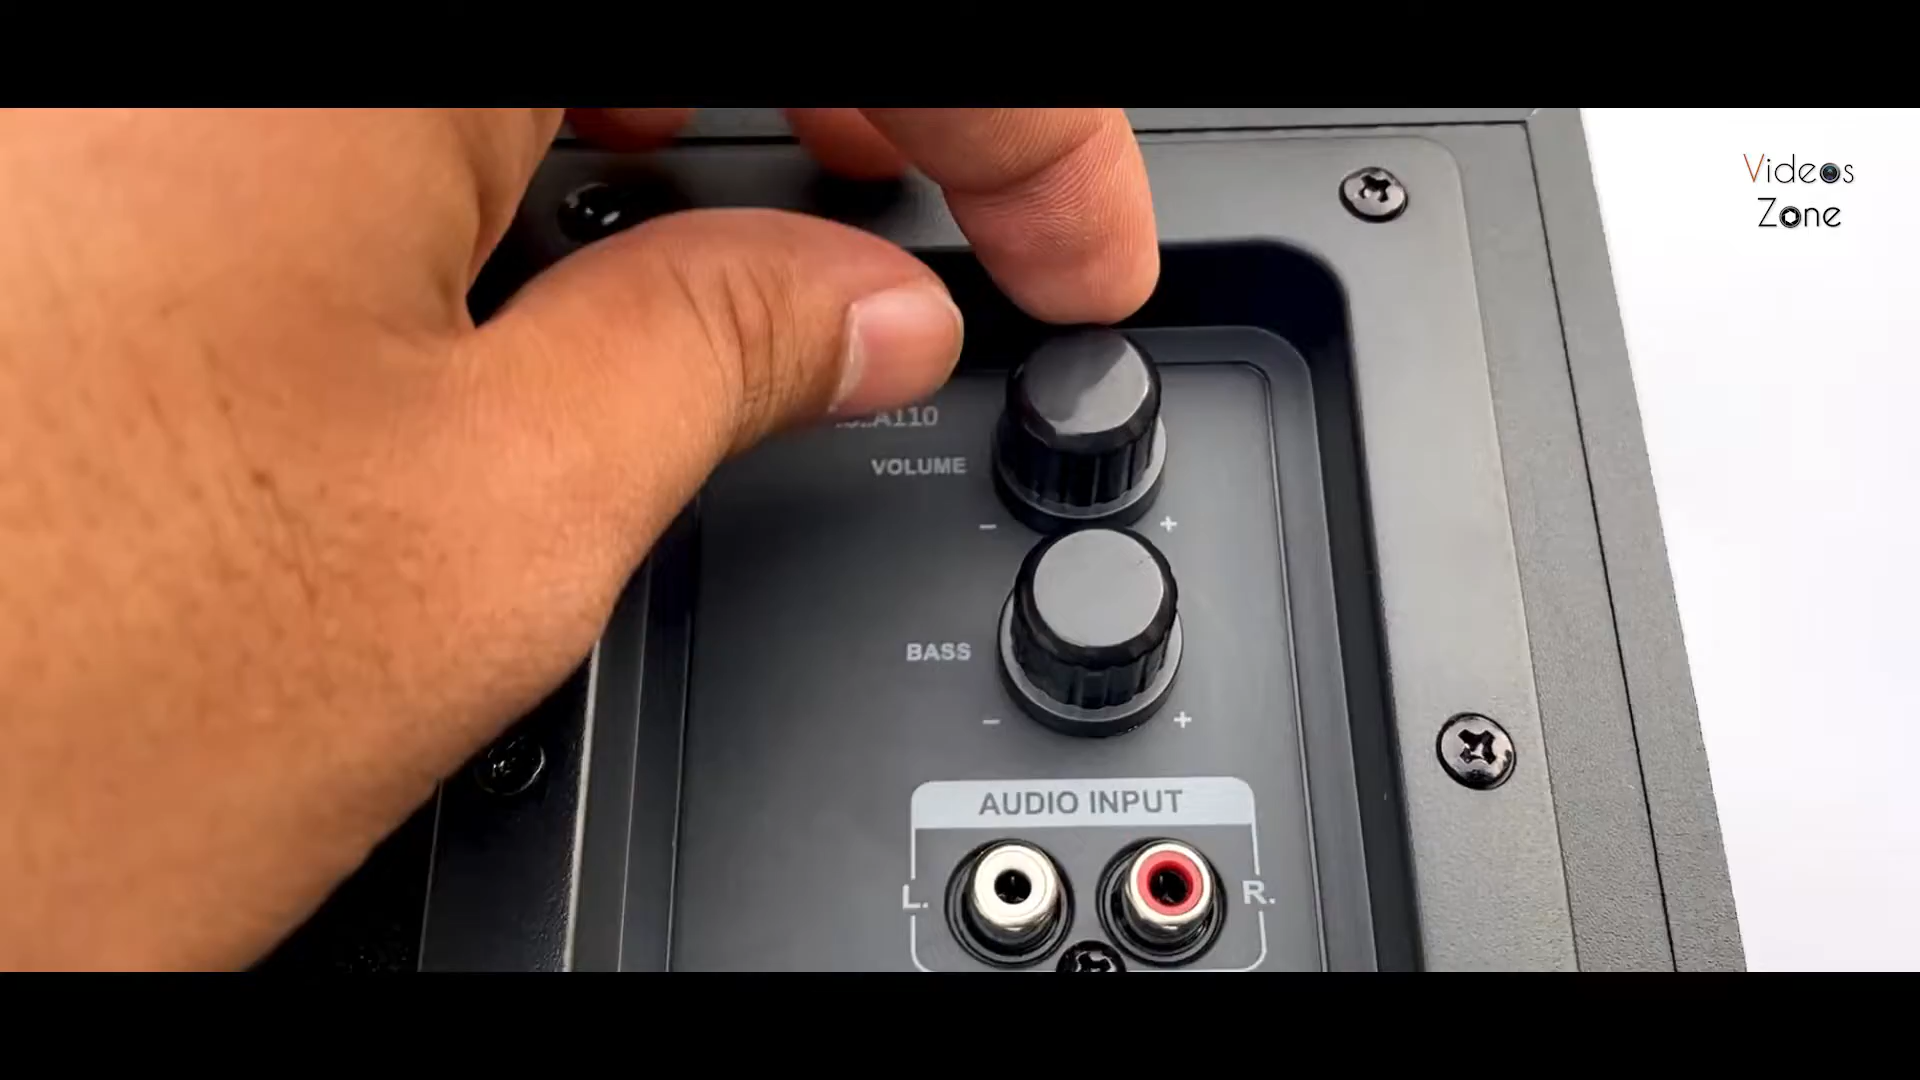 Videos
Zone
VOLUME
- +
BASS
- +
AUDIO INPUT
L. R.